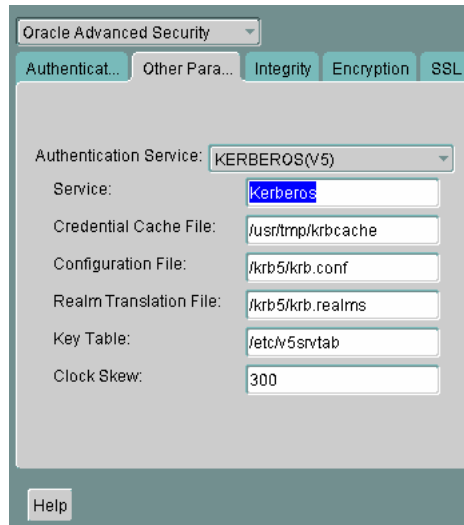 Oracle Advanced Security
Authenticat... Other Para... Integrity Encryption SSL
Authentication Service: KERBEROS(V5)
Service: Kerberos
Credential Cache File: /usr/tmp/krbcache
Configuration File: /krb5/krb.conf
Realm Translation File: /krb5/krb.realms
Key Table: /etc/v5srvtab
Clock Skew: 300
Help